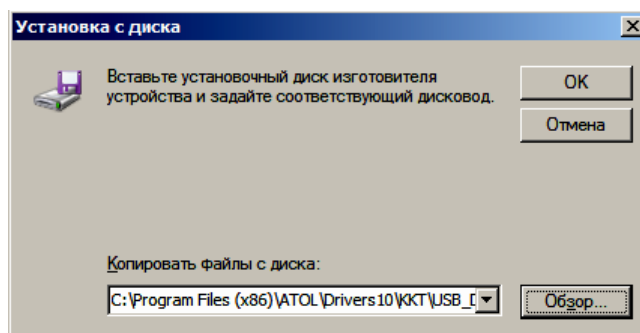 Установка с диска
Вставьте установочный диск изготовителя
устройства и задайте соответствующий дисковод.
OK
Отмена
Копировать файлы с диска:
C:\Program Files (x86)\ATOL\Drivers10\KKT\USB_D
Обзор...